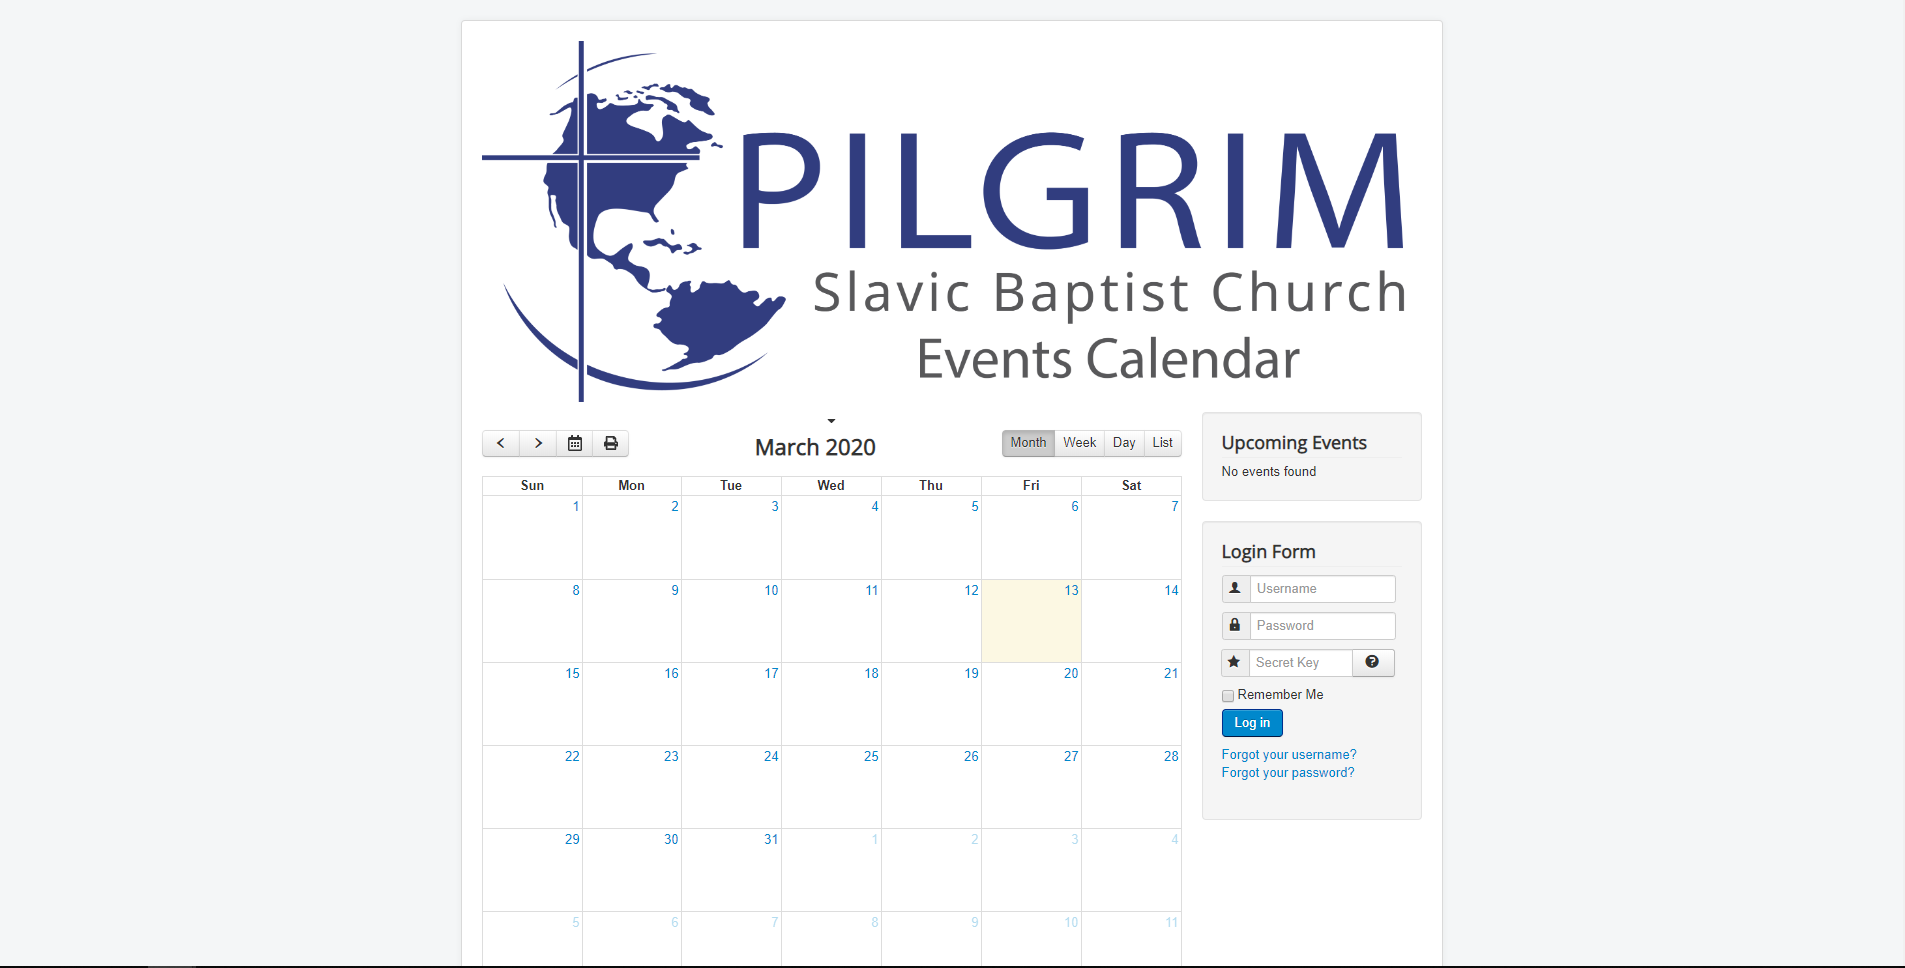 PILGRIM
Slavic Baptist Church
Events Calendar
March 2020
Month Week Day List
Sun Mon Tue Wed Thu Fri Sat
1 2 3 4 5 6 7
8 9 10 11 12 13 14
15 16 17 18 19 20 21
22 23 24 25 26 27 28
29 30 31 1 2 3 4
5 6 7 8 9 10 11
Upcoming Events
No events found
Login Form
Username
Password
Secret Key
Remember Me
Log in
Forgot your username?
Forgot your password?